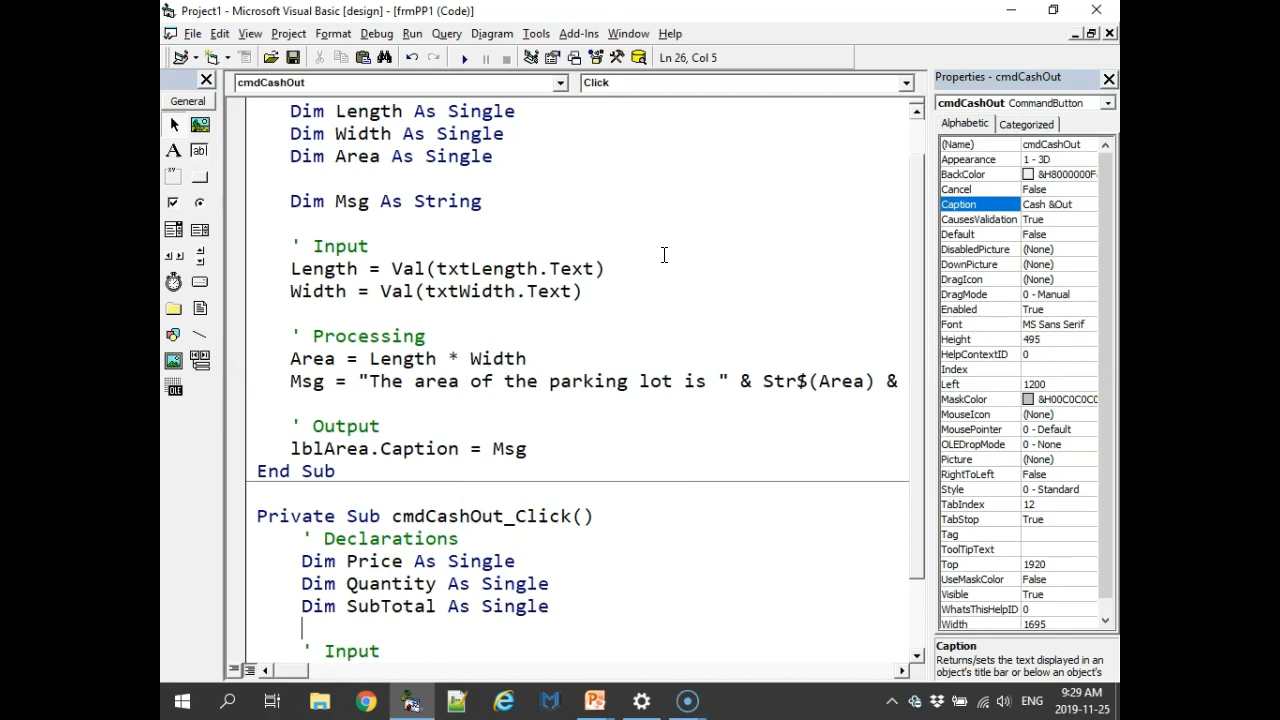 Project1 - Microsoft Visual Basic [design] - [frmPP1 (Code)]
File Edit View Project Format Debug Run Query Diagram Tools Add-Ins Window Help
Ln 26, Col 5
General
cmdCashOut
Click
Dim Length As Single
Dim Width As Single
Dim Area As Single
Dim Msg As String
' Input
Length = Val(txtLength.Text)
Width = Val(txtWidth.Text)
' Processing
Area = Length * Width
Msg = "The area of the parking lot is " & Str$(Area) &
' Output
lblArea.Caption = Msg
End Sub
Private Sub cmdCashOut_Click()
' Declarations
Dim Price As Single
Dim Quantity As Single
Dim SubTotal As Single
' Input
Properties - cmdCashOut
cmdCashOut CommandButton
Alphabetic Categorized
(Name) cmdCashOut
Appearance 1 - 3D
BackColor &H8000000F
Cancel False
Caption Cash &Out
CausesValidation True
Default False
DisabledPicture (None)
DownPicture (None)
DragIcon (None)
DragMode 0 - Manual
Enabled True
Font MS Sans Serif
Height 495
HelpContextID 0
Index
Left 1200
MaskColor &H00C0C0C0
MouseIcon (None)
MousePointer 0 - Default
OLEDropMode 0 - None
Picture (None)
RightToLeft False
Style 0 - Standard
TabIndex 12
TabStop True
Tag
ToolTipText
Top 1920
UseMaskColor False
Visible True
WhatsThisHelpID 0
Width 1695
Caption
Returns/sets the text displayed in an
object's title bar or below an object's
ENG
9:29 AM
2019-11-25